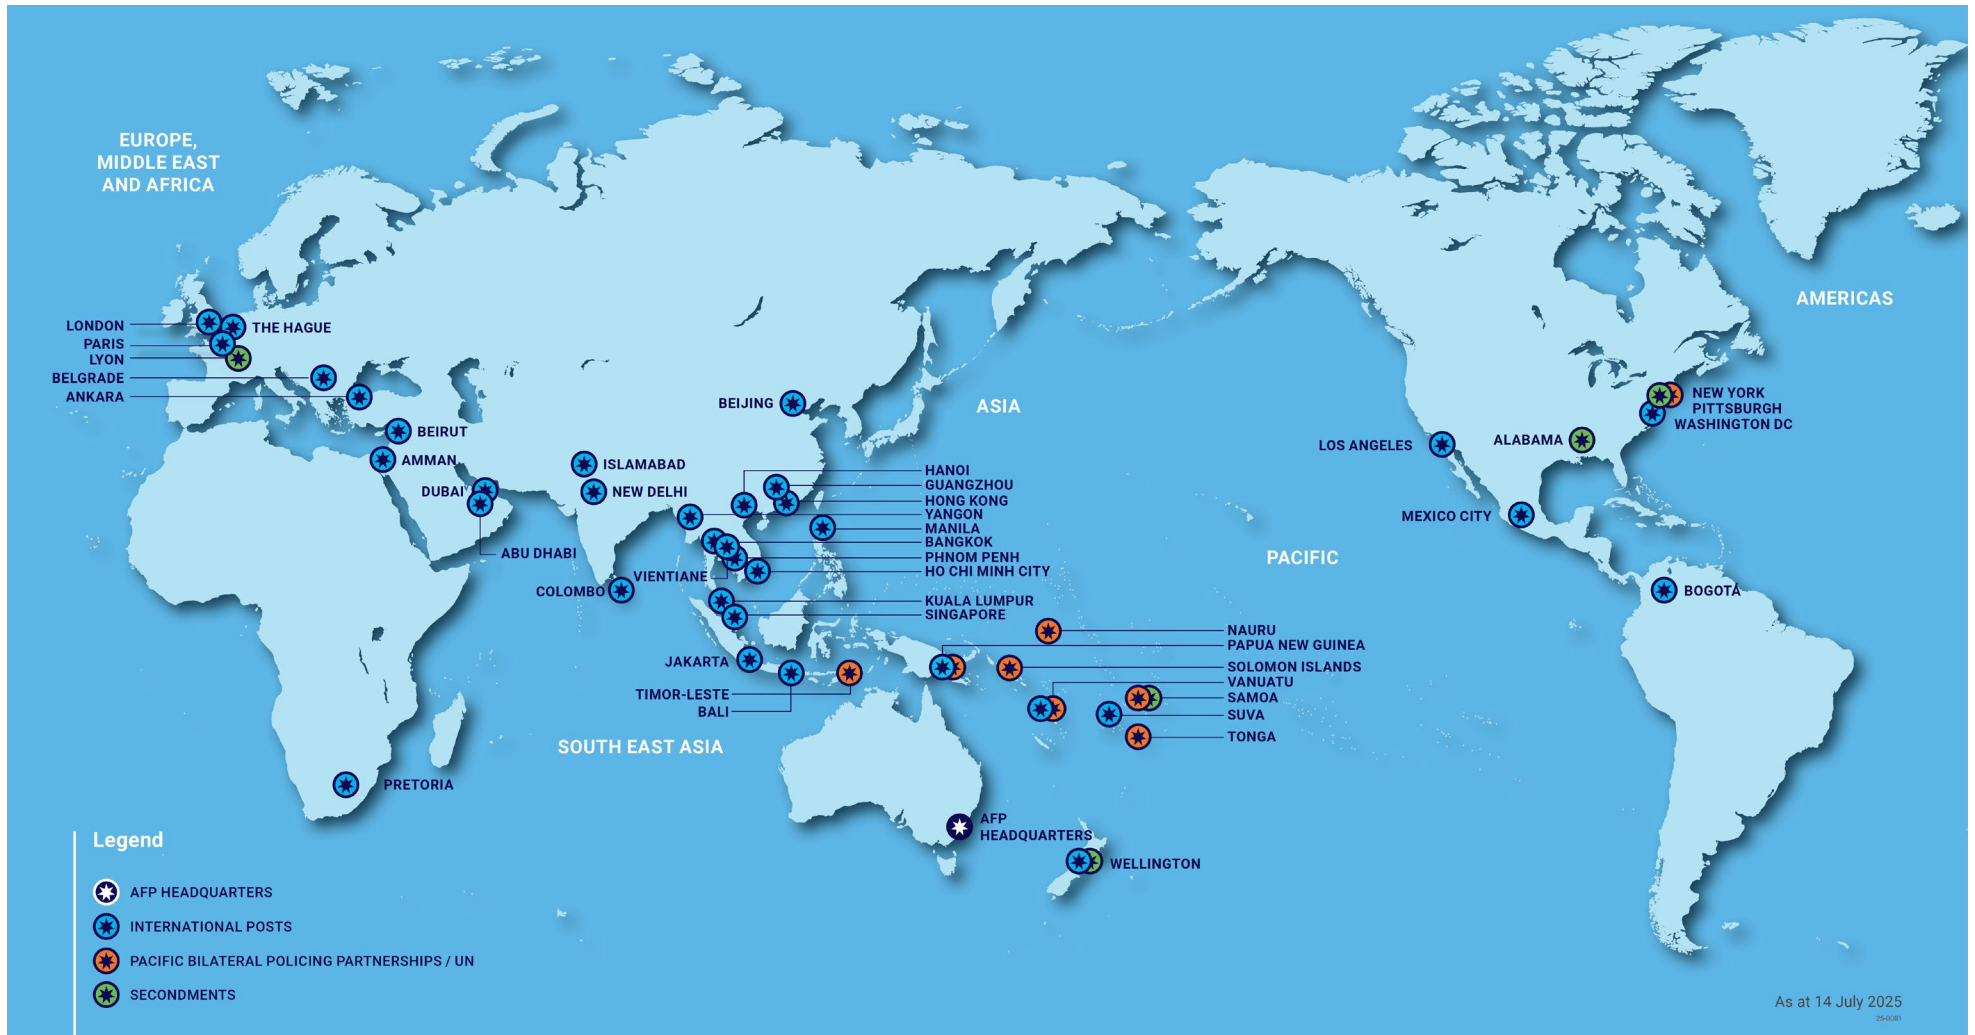 EUROPE,
MIDDLE EAST
AND AFRICA
AMERICAS
LONDON
THE HAGUE
PARIS
LYON
BELGRADE
ANKARA
BEIRUT
AMMAN
DUBAI
ABU DHABI
PRETORIA
ASIA
BEIJING
ISLAMABAD
NEW DELHI
COLOMBO
HANOI
GUANGZHOU
HONG KONG
YANGON
MANILA
BANGKOK
PHNOM PENH
HO CHI MINH CITY
VIENTIANE
KUALA LUMPUR
SINGAPORE
JAKARTA
TIMOR-LESTE
BALI
SOUTH EAST ASIA
PACIFIC
NAURU
PAPUA NEW GUINEA
SOLOMON ISLANDS
VANUATU
SAMOA
SUVA
TONGA
AFP
HEADQUARTERS
WELLINGTON
LOS ANGELES
ALABAMA
NEW YORK
PITTSBURGH
WASHINGTON DC
MEXICO CITY
BOGOTÁ
Legend
AFP HEADQUARTERS
INTERNATIONAL POSTS
PACIFIC BILATERAL POLICING PARTNERSHIPS / UN
SECONDMENTS
As at 14 July 2025
25-0081